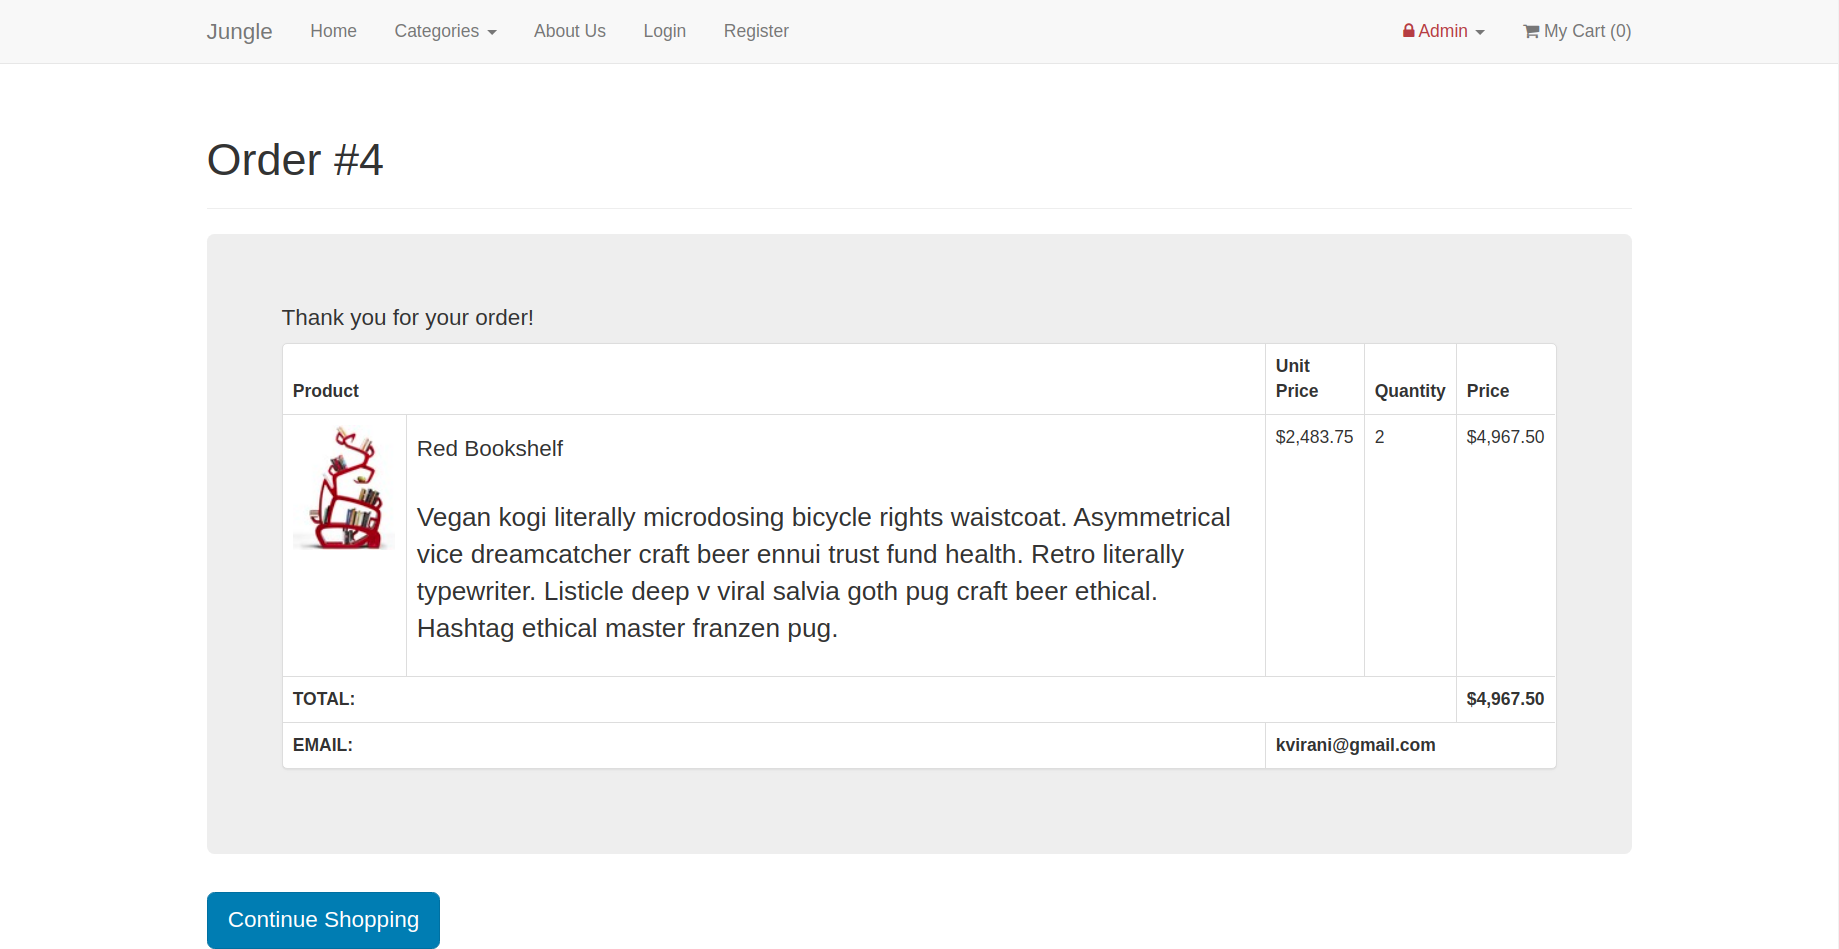 Jungle Home Categories About Us Login Register Admin My Cart (0)
Order #4
Thank you for your order!
Product Unit Price Quantity Price
Red Bookshelf $2,483.75 2 $4,967.50
Vegan kogi literally microdosing bicycle rights waistcoat. Asymmetrical
vice dreamcatcher craft beer ennui trust fund health. Retro literally
typewriter. Listicle deep v viral salvia goth pug craft beer ethical.
Hashtag ethical master franzen pug.
TOTAL: $4,967.50
EMAIL: kvirani@gmail.com
Continue Shopping